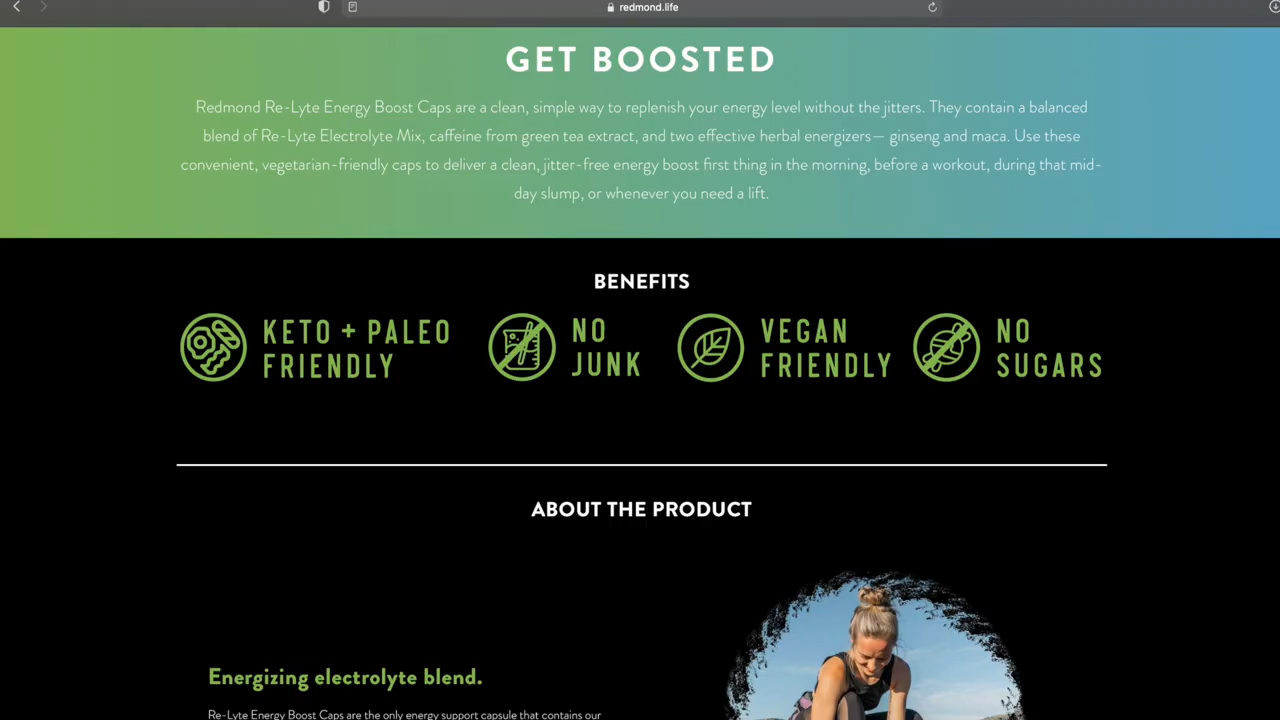 redmond.life
GET BOOSTED
Redmond Re-Lyte Energy Boost Caps are a clean, simple way to replenish your energy level without the jitters. They contain a balanced
blend of Re-Lyte Electrolyte Mix, caffeine from green tea extract, and two effective herbal energizers— ginseng and maca. Use these
convenient, vegetarian-friendly caps to deliver a clean, jitter-free energy boost first thing in the morning, before a workout, during that mid-
day slump, or whenever you need a lift.
BENEFITS
KETO + PALEO
FRIENDLY
NO
JUNK
VEGAN
FRIENDLY
NO
SUGARS
ABOUT THE PRODUCT
Energizing electrolyte blend.
Re-Lyte Energy Boost Caps are the only energy support capsule that contains our